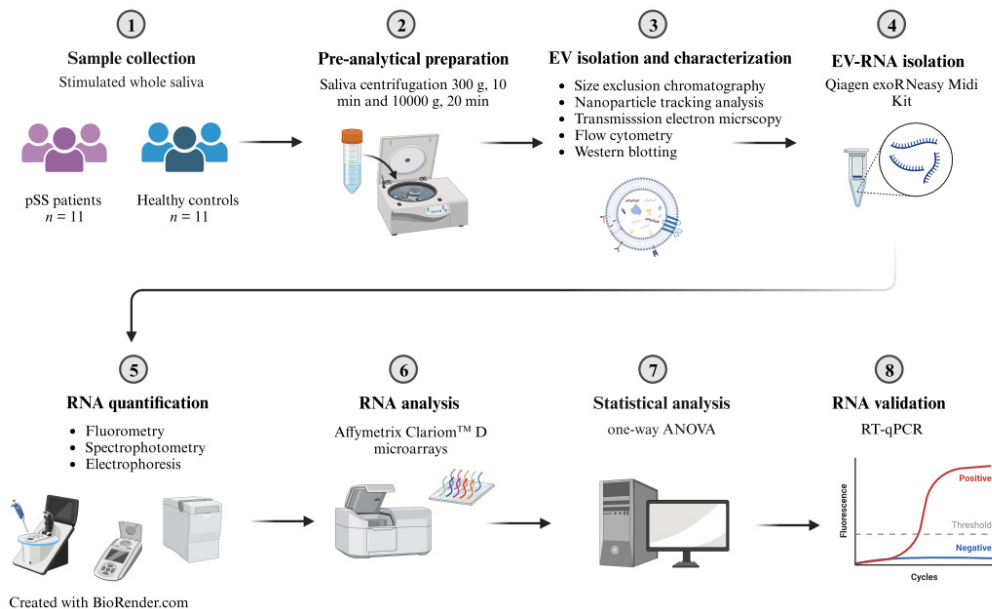 1
Sample collection
Stimulated whole saliva
pSS patients
n = 11
Healthy controls
n = 11
2
Pre-analytical preparation
Saliva centrifugation 300 g, 10
min and 10000 g, 20 min
3
EV isolation and characterization
• Size exclusion chromatography
• Nanoparticle tracking analysis
• Transmisssion electron micrscopy
• Flow cytometry
• Western blotting
4
EV-RNA isolation
Qiagen exoRNeasy Midi
Kit
5
RNA quantification
• Fluorometry
• Spectrophotometry
• Electrophoresis
6
RNA analysis
Affymetrix Clariom™ D
microarrays
7
Statistical analysis
one-way ANOVA
8
RNA validation
RT-qPCR
Fluorescence
Positive
Threshold
Negative
Cycles
Created with BioRender.com